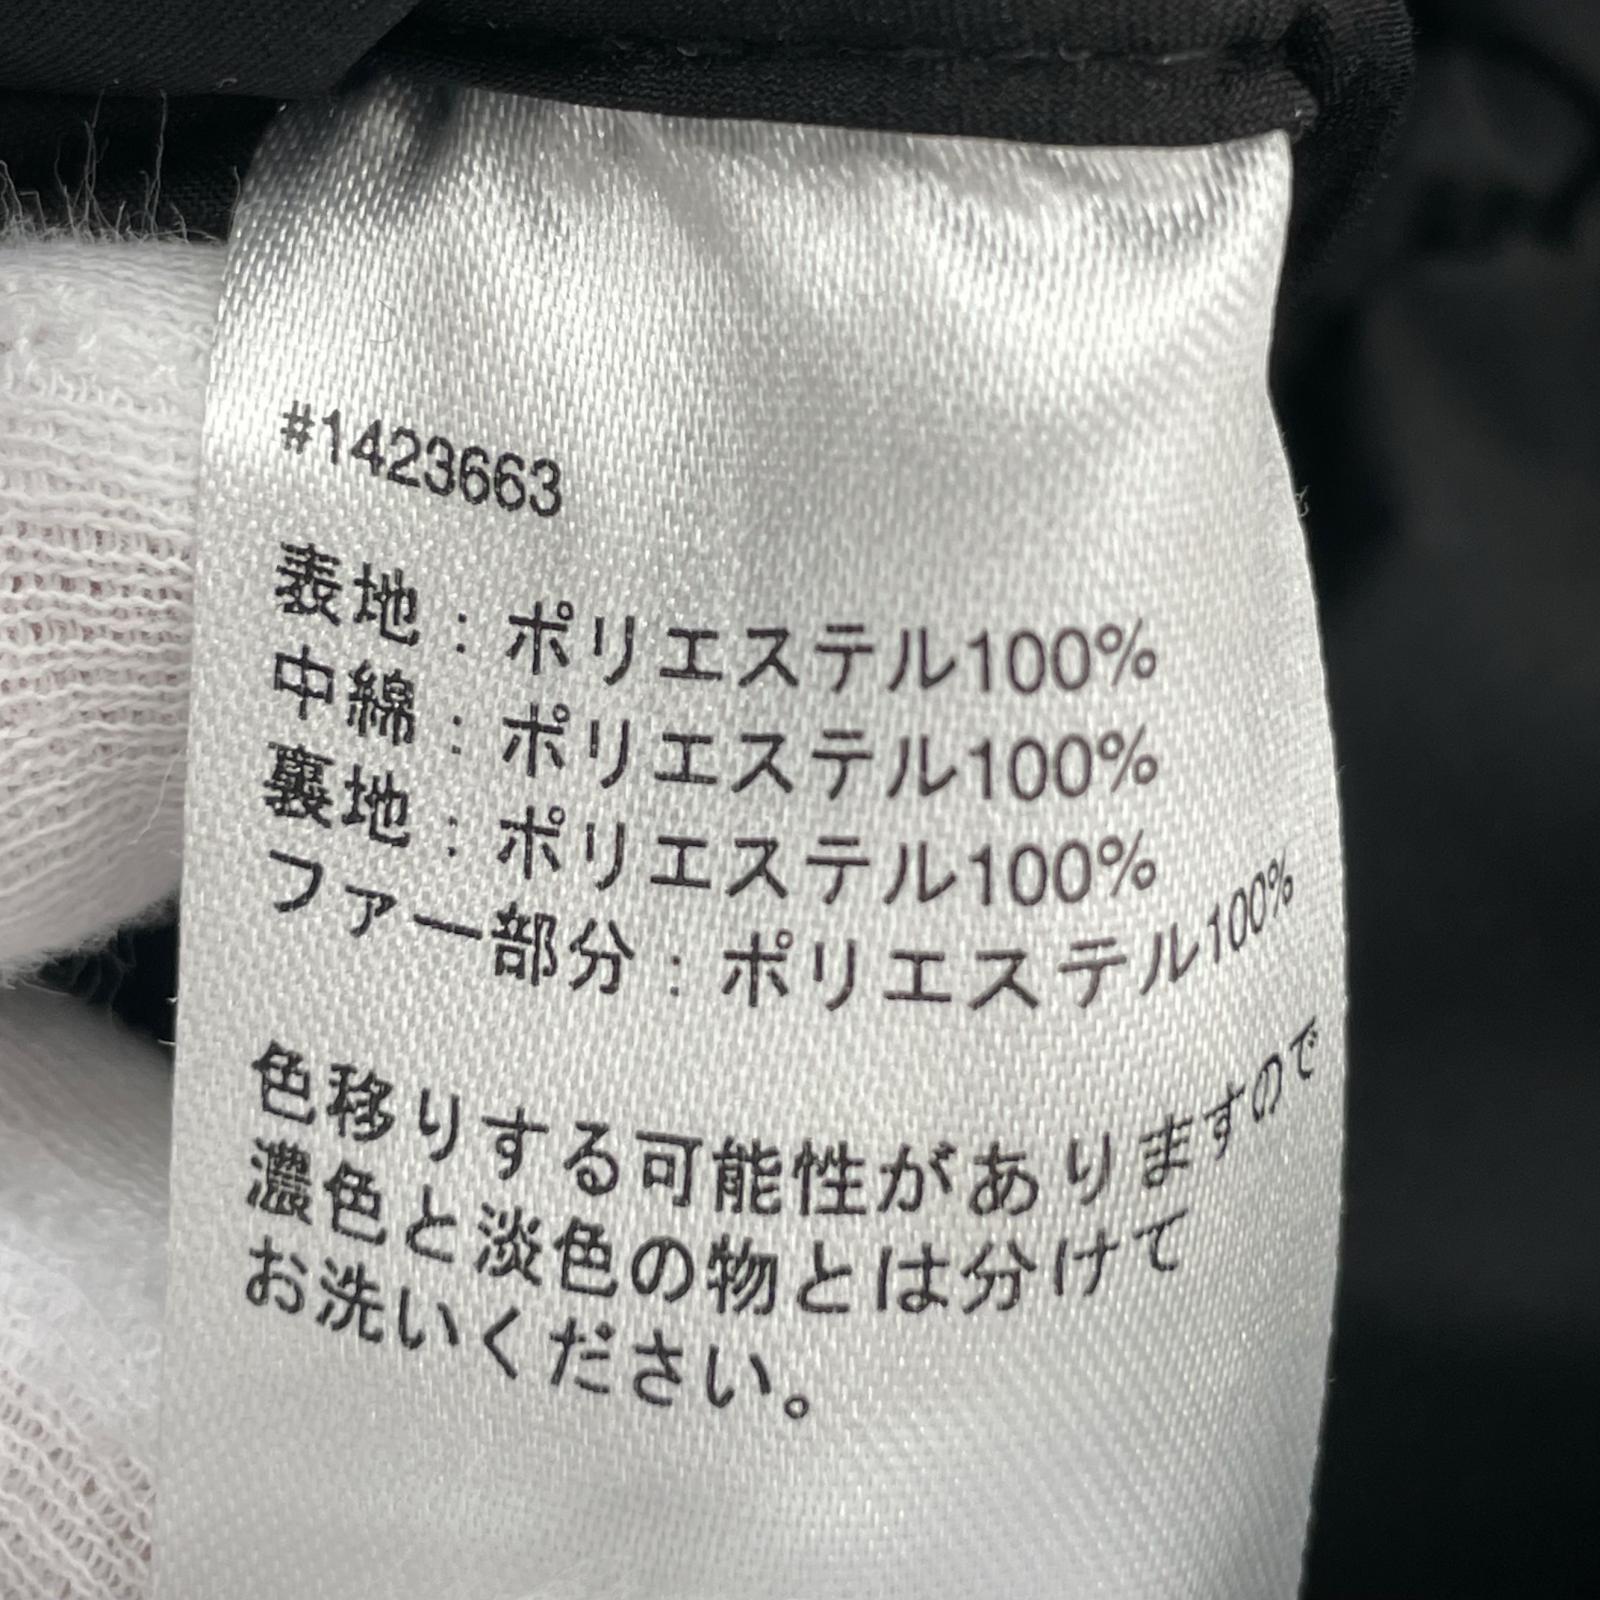 #1423663
表地：ポリエステル100%
中綿：ポリエステル100%
裏地：ポリエステル100%
ファー部分：ポリエステル100%
色移りする可能性がありますので
濃色と淡色の物とは分けて
お洗いください。